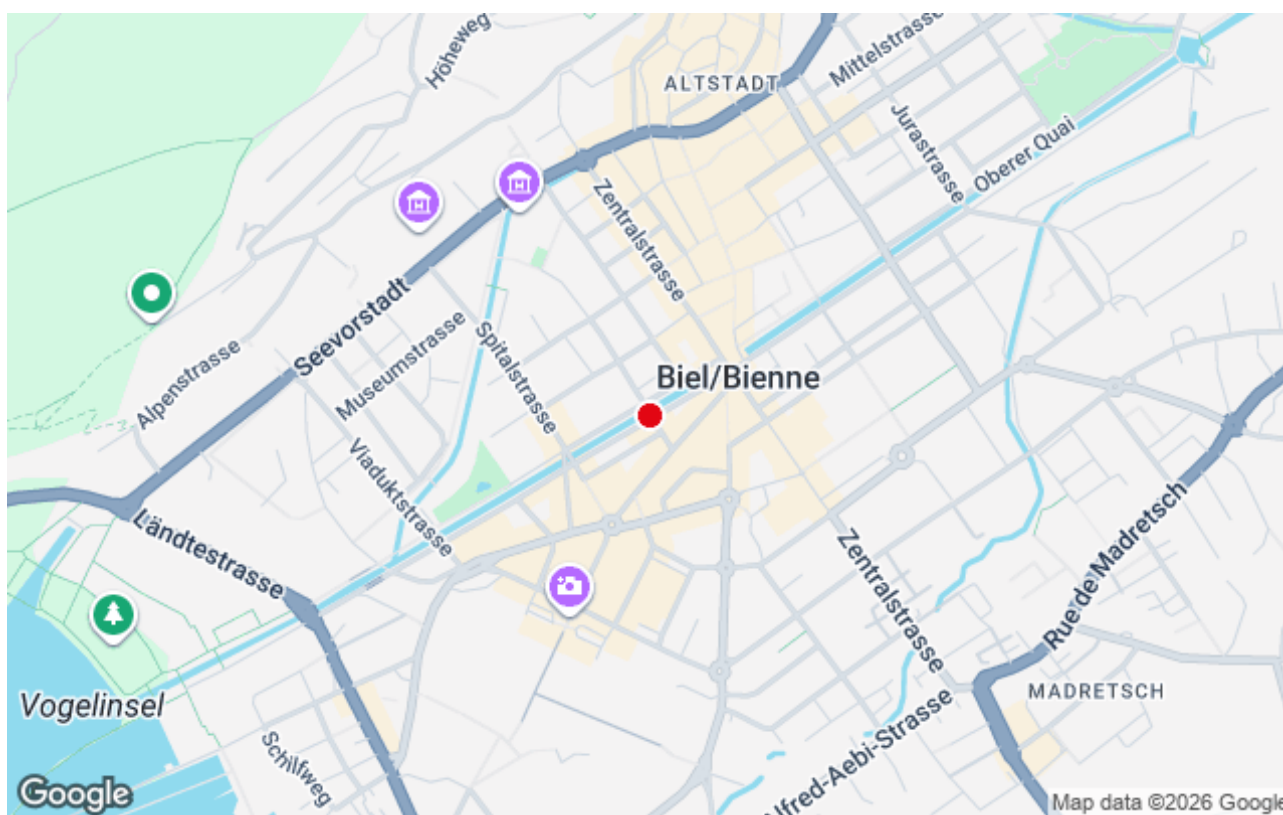 Höheweg
Mittelstrasse
ALTSTADT
Jurastrasse
Oberer Quai
Zentralstrasse
Seevorstadt
Museumstrasse
Spitalstrasse
Alpenstrasse
Biel/Bienne
Viaduktstrasse
Ländtestrasse
Zentralstrasse
Rue de Madretsch
Vogelinsel
MADRETSCH
Schilfweg
Alfred-Aebi-Strasse
Google
Map data ©2026 Google